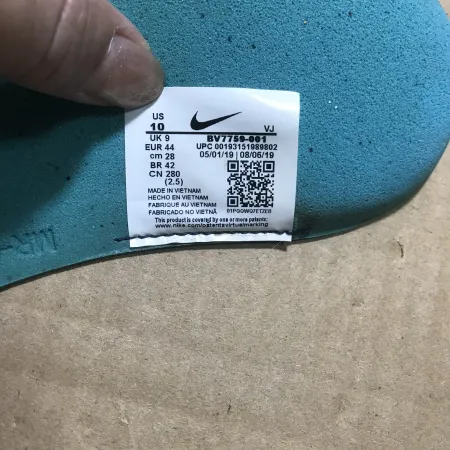 US
10
VJ
UK 9
BV7759-001
EUR 44
UPC 00193151989802
cm 28
05/01/19 | 08/06/19
BR 42
CN 280
(2.5)
MADE IN VIETNAM
HECHO EN VIETNAM
FABRIQUE AU VIETNAM
FABRICADO NO VIETNÃ
This product is covered by one or more patents:
www.nike.com/patentsvirtualmarking